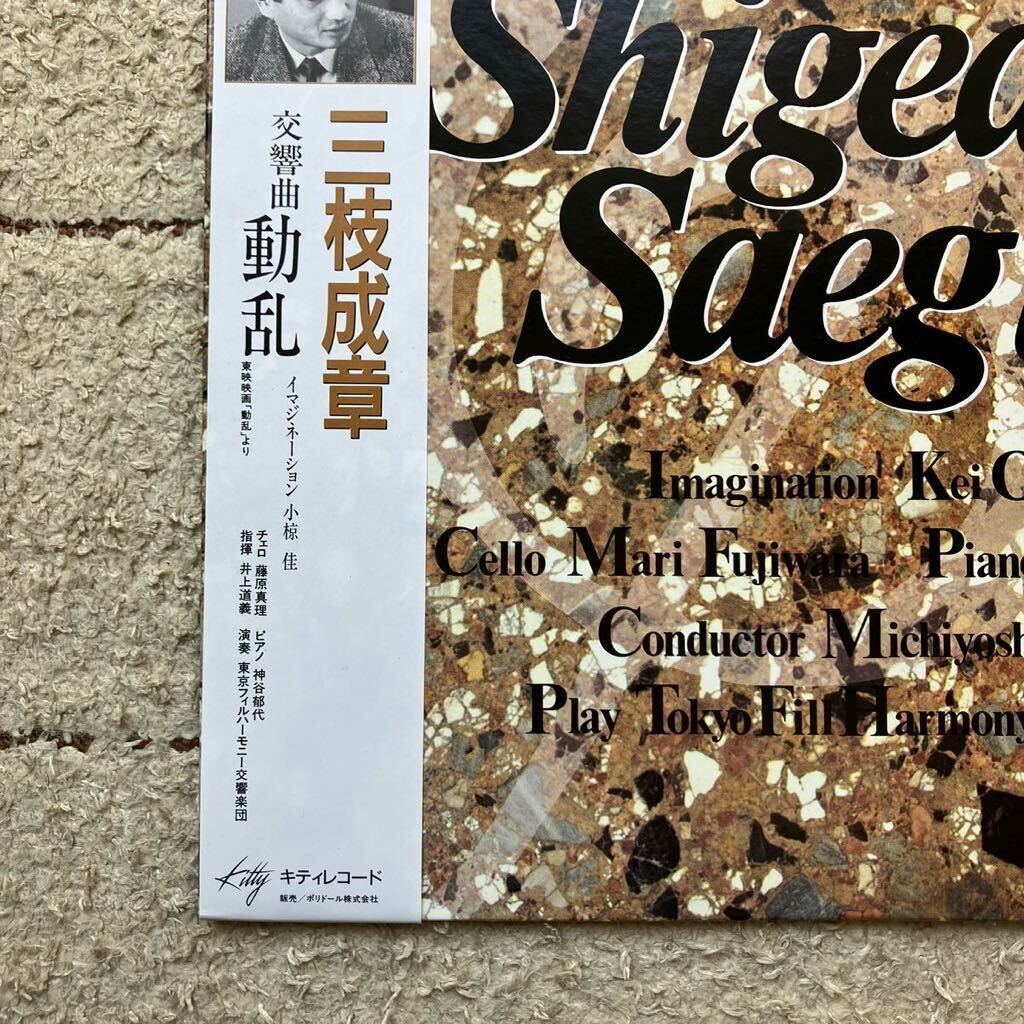 三枝成章
交響曲 動乱
東映映画「動乱」より
イマジネーション 小椋 佳
チェロ 藤原真理 ピアノ 神谷郁代
指揮 井上道義 演奏 東京フィルハーモニー交響楽団
Kitty キティレコード
販売／ポリドール株式会社
Shigea
Saeg
Imagination Kei O
Cello Mari Fujiwara Piano
Conductor Michiyosh
Play Tokyo Fill Harmony